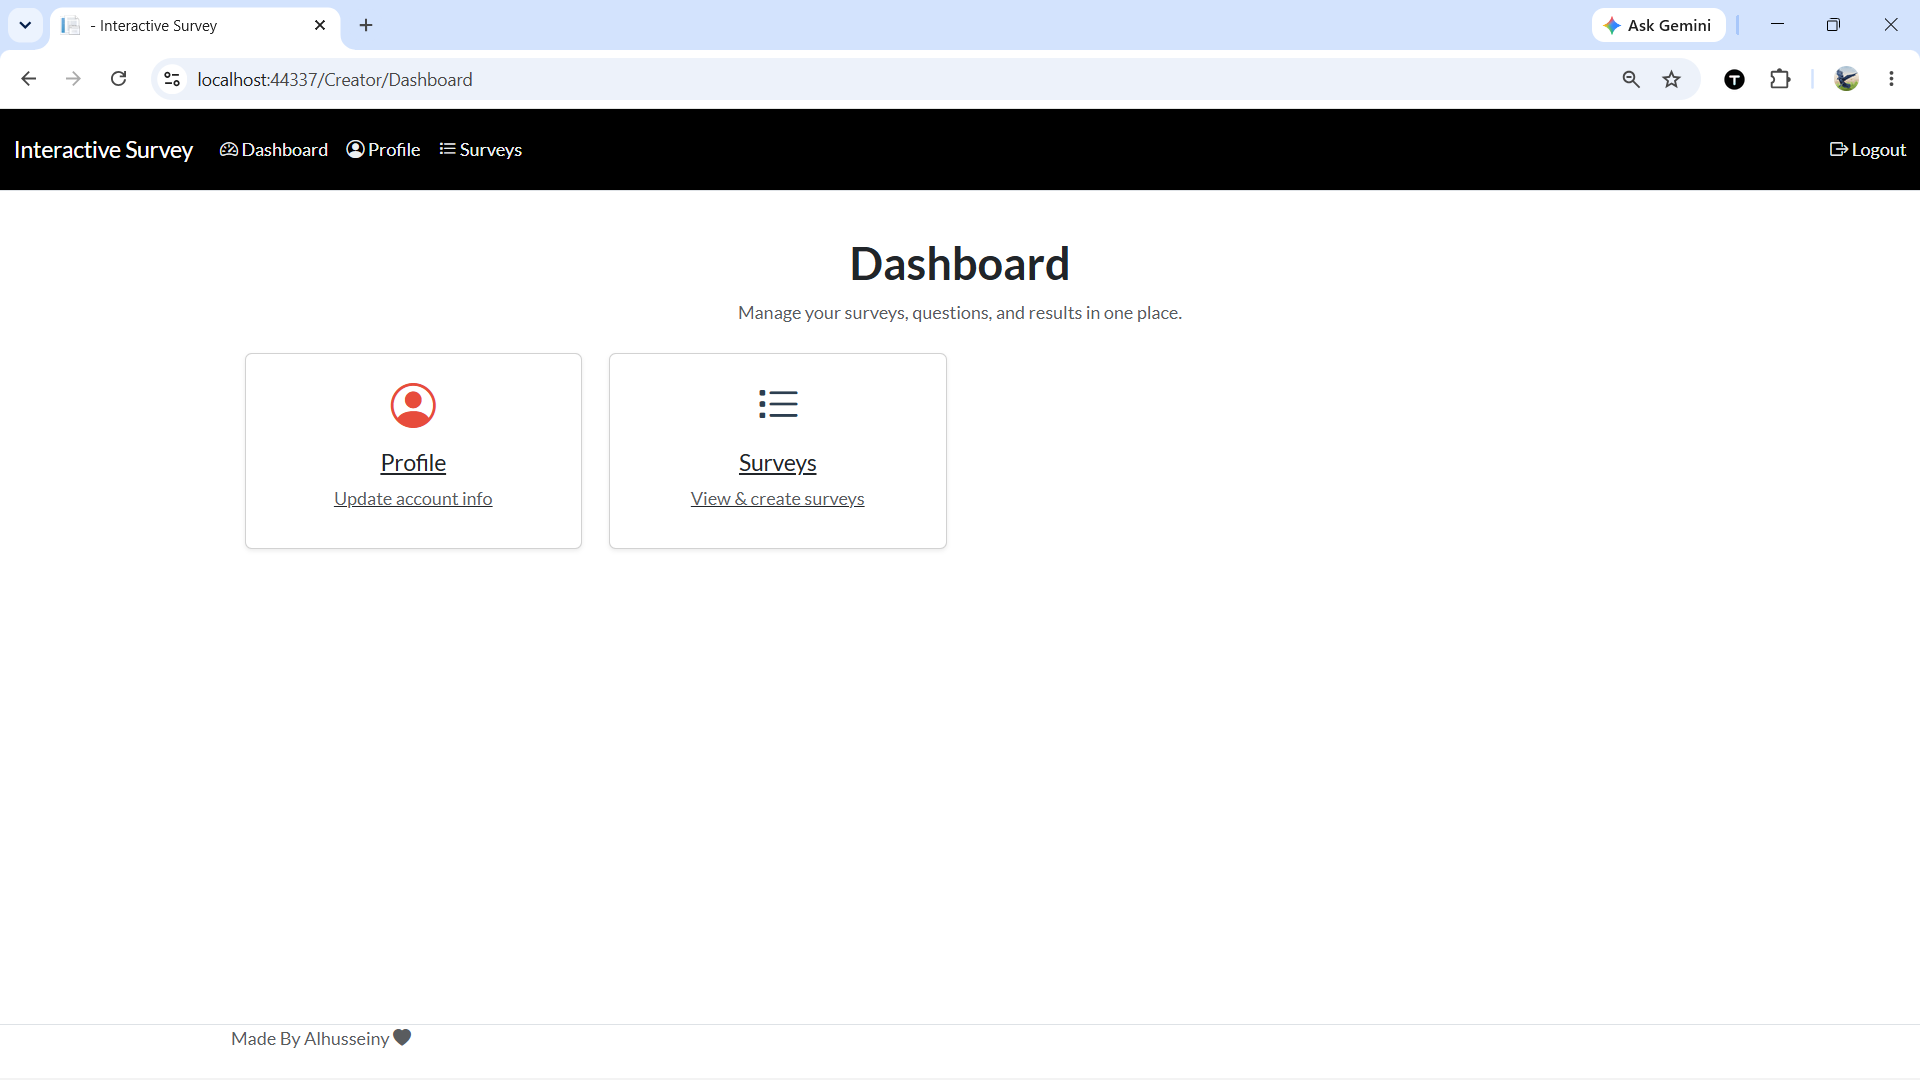 - Interactive Survey
Ask Gemini
localhost:44337/Creator/Dashboard
Interactive Survey Dashboard Profile Surveys Logout
Dashboard
Manage your surveys, questions, and results in one place.
Profile
Update account info
Surveys
View & create surveys
Made By Alhusseiny